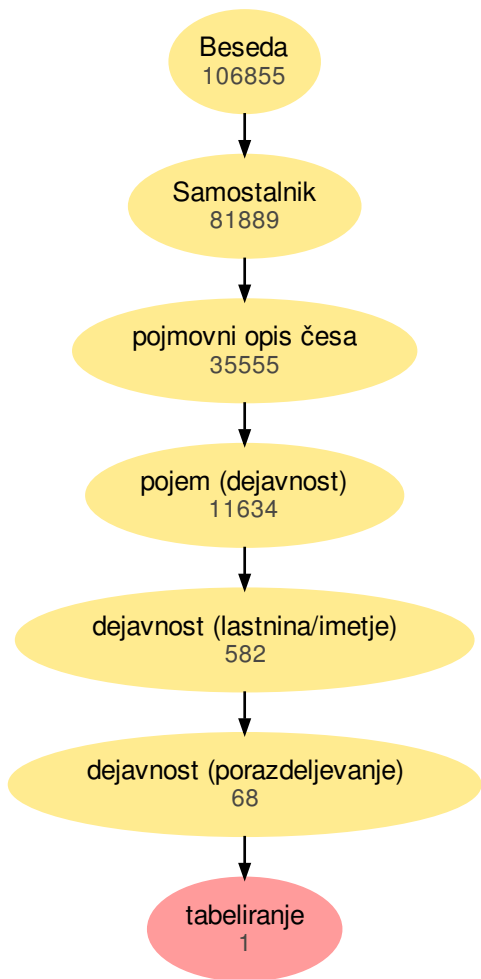 Beseda
106855
Samostalnik
81889
pojmovni opis česa
35555
pojem (dejavnost)
11634
dejavnost (lastnina/imetje)
582
dejavnost (porazdeljevanje)
68
tabeliranje
1